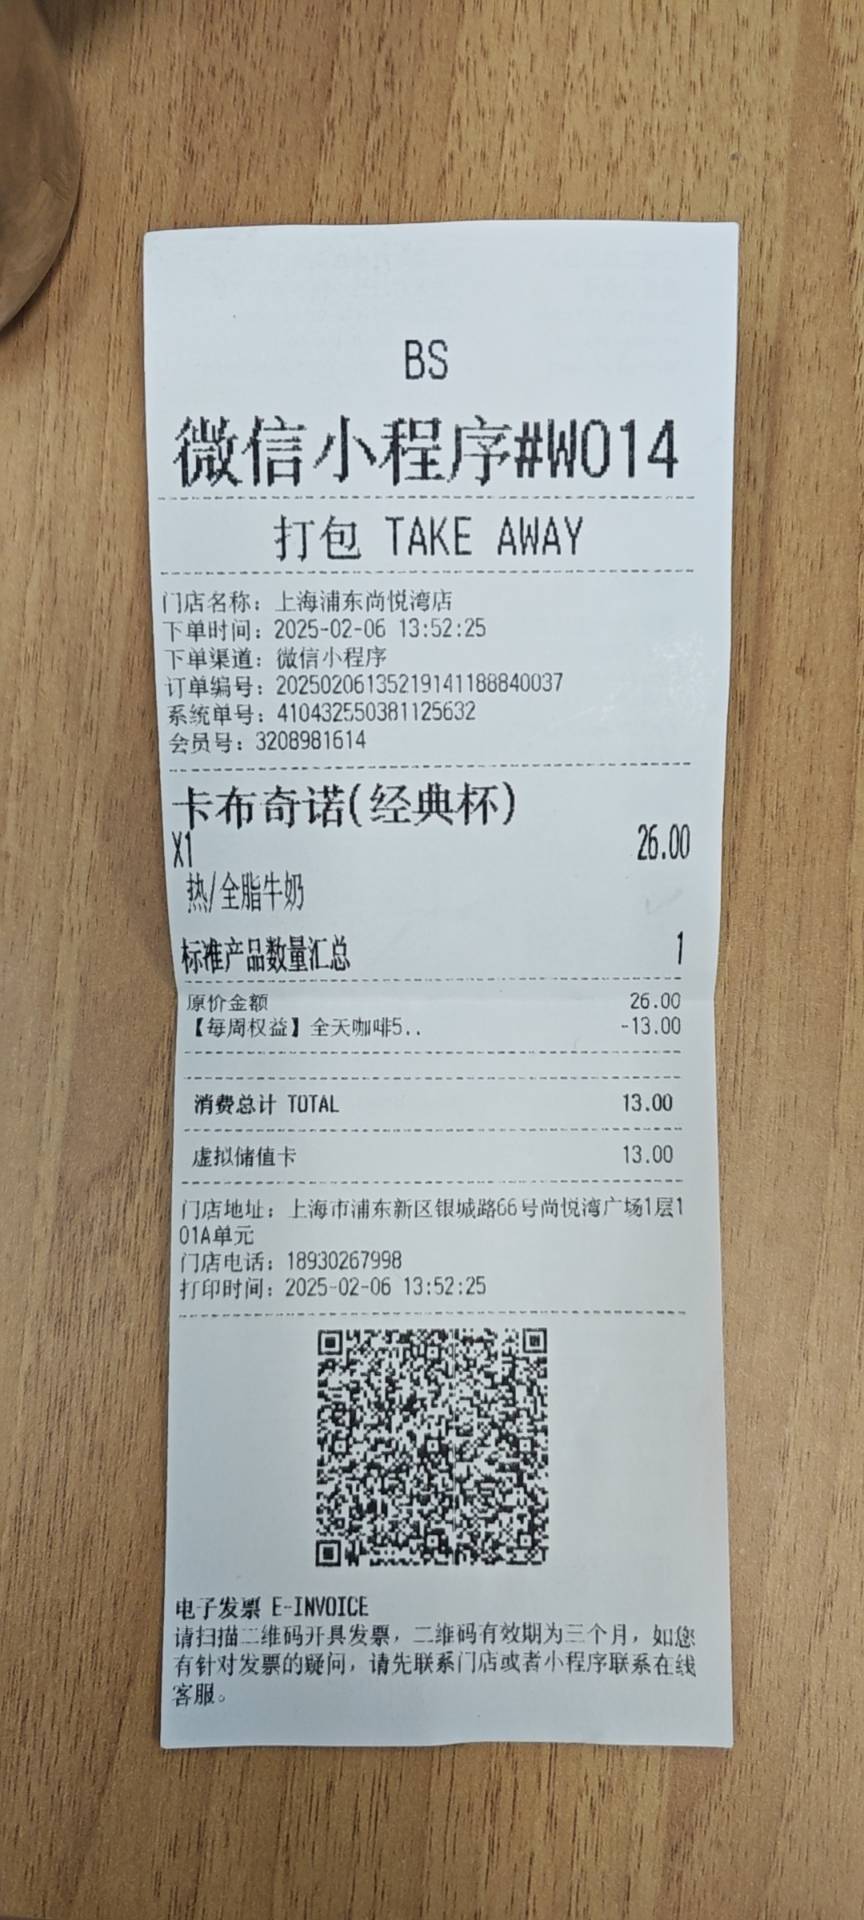 BS
微信小程序#W014
打包 TAKE AWAY
门店名称：上海浦东尚悦湾店
下单时间：2025-02-06 13:52:25
下单渠道：微信小程序
订单编号：20250206135219141188840037
系统单号：410432550381125632
会员号：3208981614
卡布奇诺(经典杯)
X1 26.00
热/全脂牛奶
标准产品数量汇总 1
原价金额 26.00
【每周权益】全天咖啡5.. -13.00
消费总计 TOTAL 13.00
虚拟储值卡 13.00
门店地址：上海市浦东新区银城路66号尚悦湾广场1层1
01A单元
门店电话：18930267998
打印时间：2025-02-06 13:52:25
电子发票 E-INVOICE
请扫描二维码开具发票，二维码有效期为三个月，如您
有针对发票的疑问，请先联系门店或者小程序联系在线
客服。